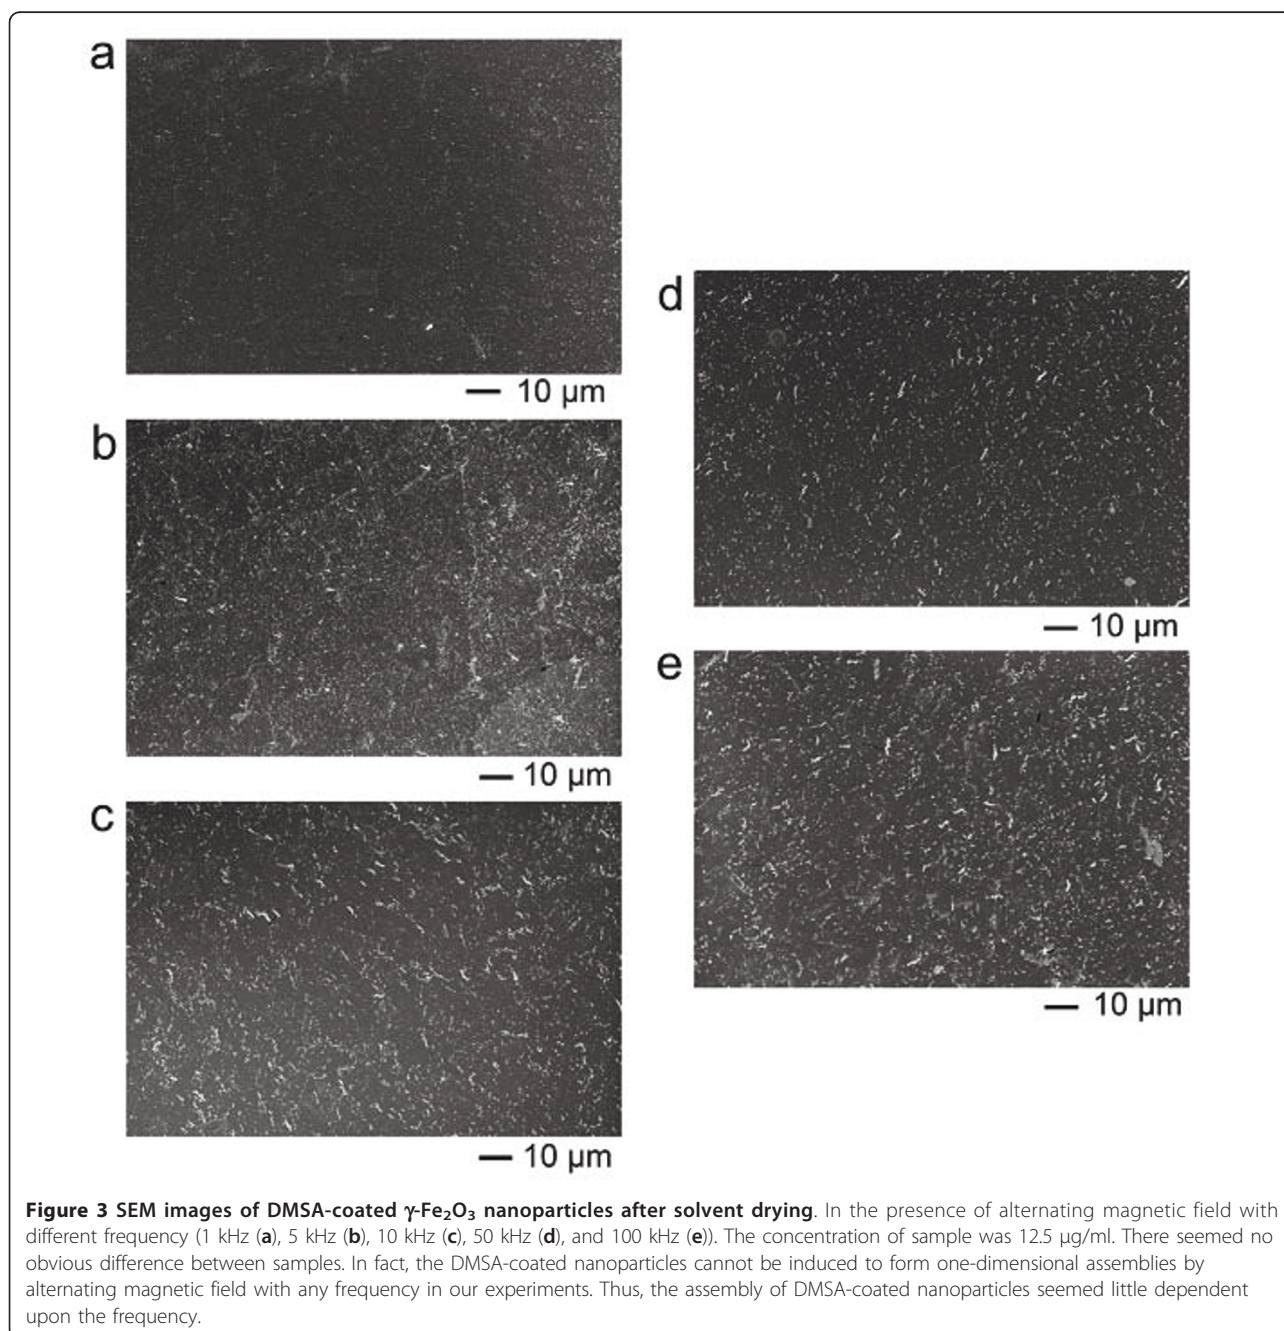 a
10 µm
b
10 µm
c
10 µm
d
10 µm
e
10 µm
Figure 3 SEM images of DMSA-coated γ-Fe₂O₃ nanoparticles after solvent drying. In the presence of alternating magnetic field with
different frequency (1 kHz (a), 5 kHz (b), 10 kHz (c), 50 kHz (d), and 100 kHz (e)). The concentration of sample was 12.5 µg/ml. There seemed no
obvious difference between samples. In fact, the DMSA-coated nanoparticles cannot be induced to form one-dimensional assemblies by
alternating magnetic field with any frequency in our experiments. Thus, the assembly of DMSA-coated nanoparticles seemed little dependent
upon the frequency.